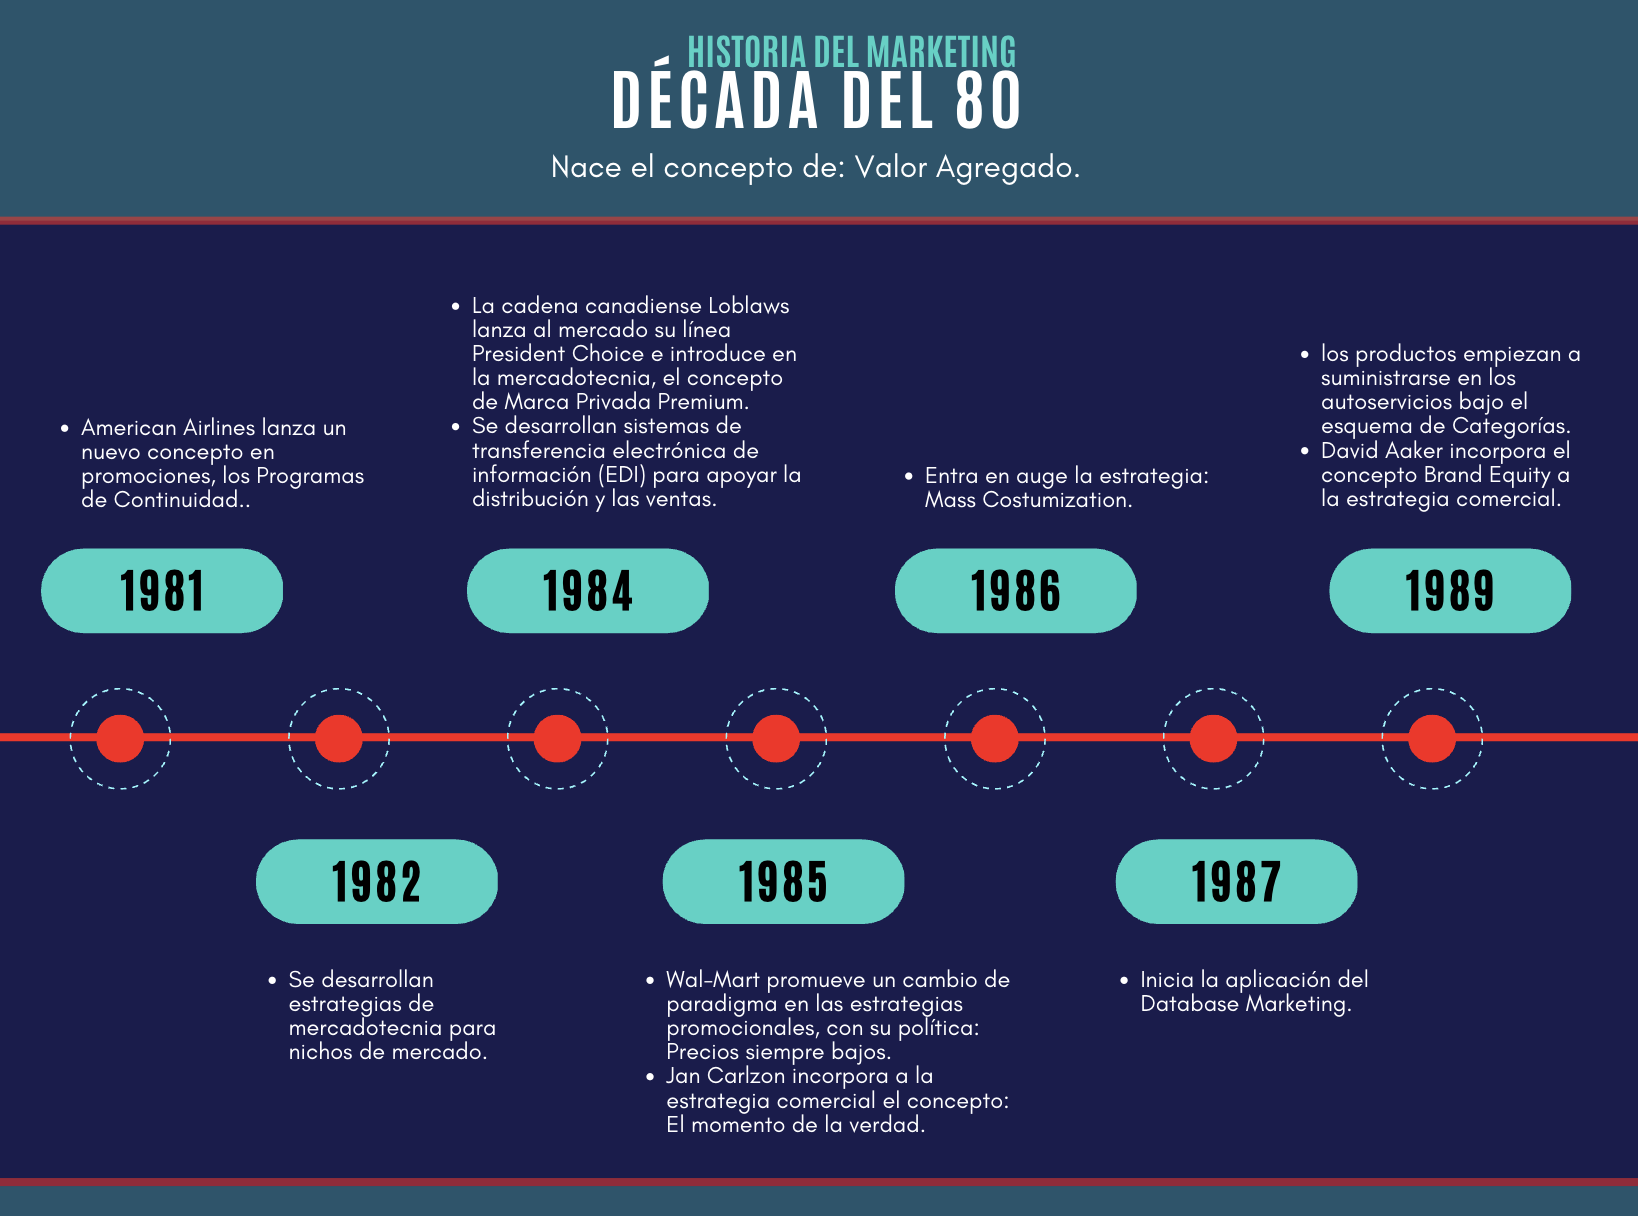 HISTORIA DEL MARKETING
DÉCADA DEL 80
Nace el concepto de: Valor Agregado.
• American Airlines lanza un
nuevo concepto en
promociones, los Programas
de Continuidad..
1981
• La cadena canadiense Loblaws
lanza al mercado su línea
President Choice e introduce en
la mercadotecnia, el concepto
de Marca Privada Premium.
• Se desarrollan sistemas de
transferencia electrónica de
información (EDI) para apoyar la
distribución y las ventas.
1984
• Entra en auge la estrategia:
Mass Costumization.
1986
• los productos empiezan a
suministrarse en los
autoservicios bajo el
esquema de Categorías.
• David Aaker incorpora el
concepto Brand Equity a
la estrategia comercial.
1989
1982
• Se desarrollan
estrategias de
mercadotecnia para
nichos de mercado.
1985
• Wal-Mart promueve un cambio de
paradigma en las estrategias
promocionales, con su política:
Precios siempre bajos.
• Jan Carlzon incorpora a la
estrategia comercial el concepto:
El momento de la verdad.
1987
• Inicia la aplicación del
Database Marketing.